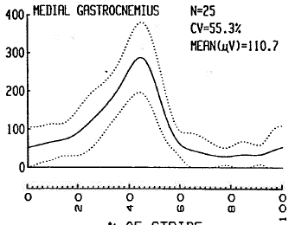 MEDIAL GASTROCNEMIUS
N=25
CV=55.3%
MEAN(µV)=110.7
400
300
200
100
0
0 20 40 60 80 100
% OF STRIDE